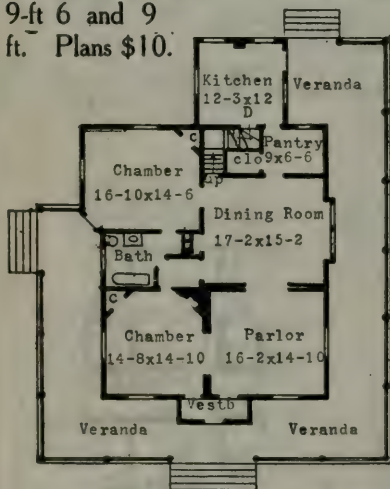 9-ft 6 and 9
ft. Plans $10.
Kitchen
12-3x12
Veranda
D
Pantry
9x6-6
clo
c
up
Chamber
16-10x14-6
Dining Room
17-2x15-2
Bath
c
Chamber
14-8x14-10
Parlor
16-2x14-10
Vestb
Veranda
Veranda